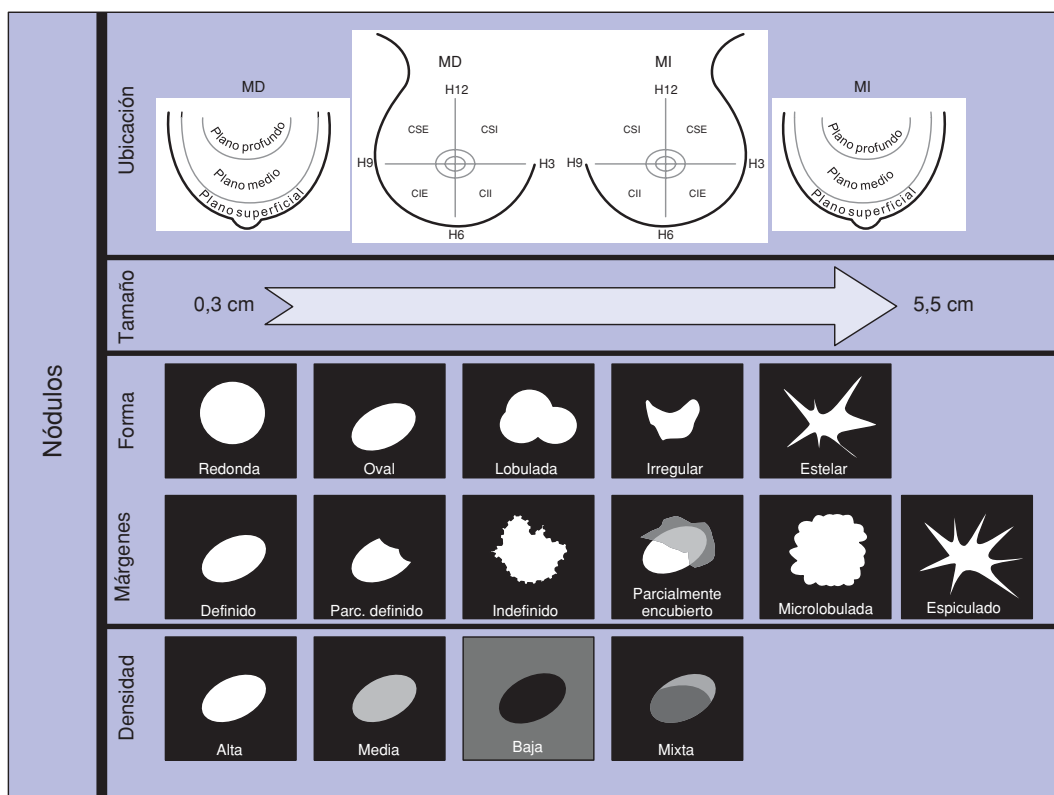 Nódulos
Ubicación
MD
Plano profundo
Plano medio
Plano superficial
MD
H12
CSE CSI
H9 H3
CIE CII
H6
MI
H12
CSI CSE
H9 H3
CII CIE
H6
MI
Plano profundo
Plano medio
Plano superficial
Tamaño
0,3 cm 5,5 cm
Forma
Redonda Oval Lobulada Irregular Estelar
Márgenes
Definido Parc. definido Indefinido Parcialmente
encubierto Microlobulada Espiculado
Densidad
Alta Media Baja Mixta